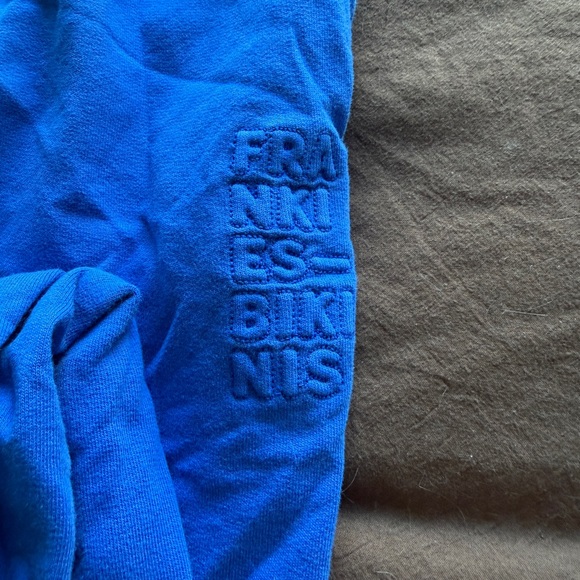 FRA
NKI
ES=
BIKI
NIS